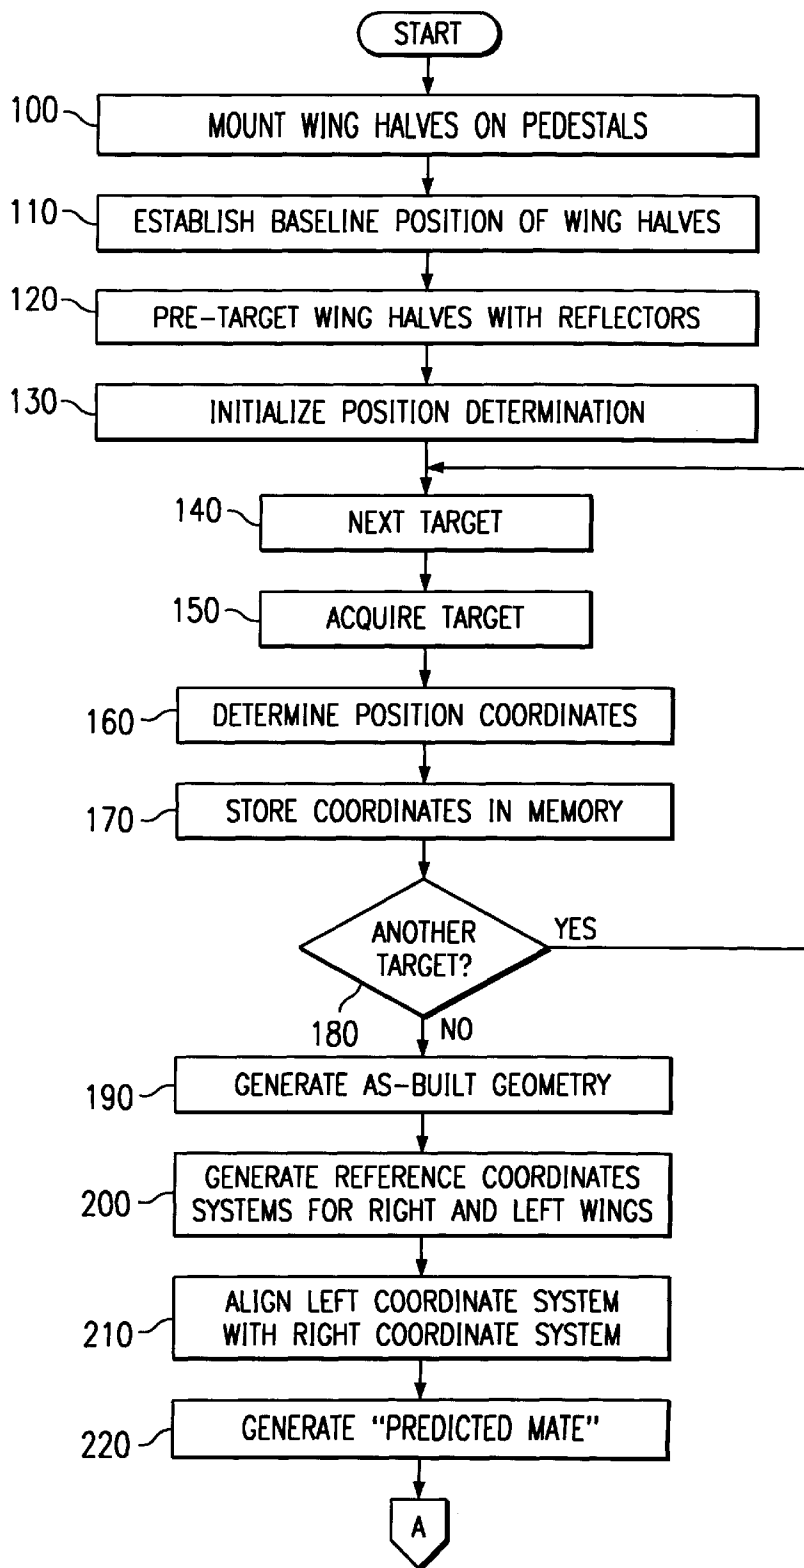 START
100
MOUNT WING HALVES ON PEDESTALS
110
ESTABLISH BASELINE POSITION OF WING HALVES
120
PRE-TARGET WING HALVES WITH REFLECTORS
130
INITIALIZE POSITION DETERMINATION
140
NEXT TARGET
150
ACQUIRE TARGET
160
DETERMINE POSITION COORDINATES
170
STORE COORDINATES IN MEMORY
ANOTHER
TARGET?
YES
180
NO
190
GENERATE AS-BUILT GEOMETRY
200
GENERATE REFERENCE COORDINATES
SYSTEMS FOR RIGHT AND LEFT WINGS
210
ALIGN LEFT COORDINATE SYSTEM
WITH RIGHT COORDINATE SYSTEM
220
GENERATE "PREDICTED MATE"
A